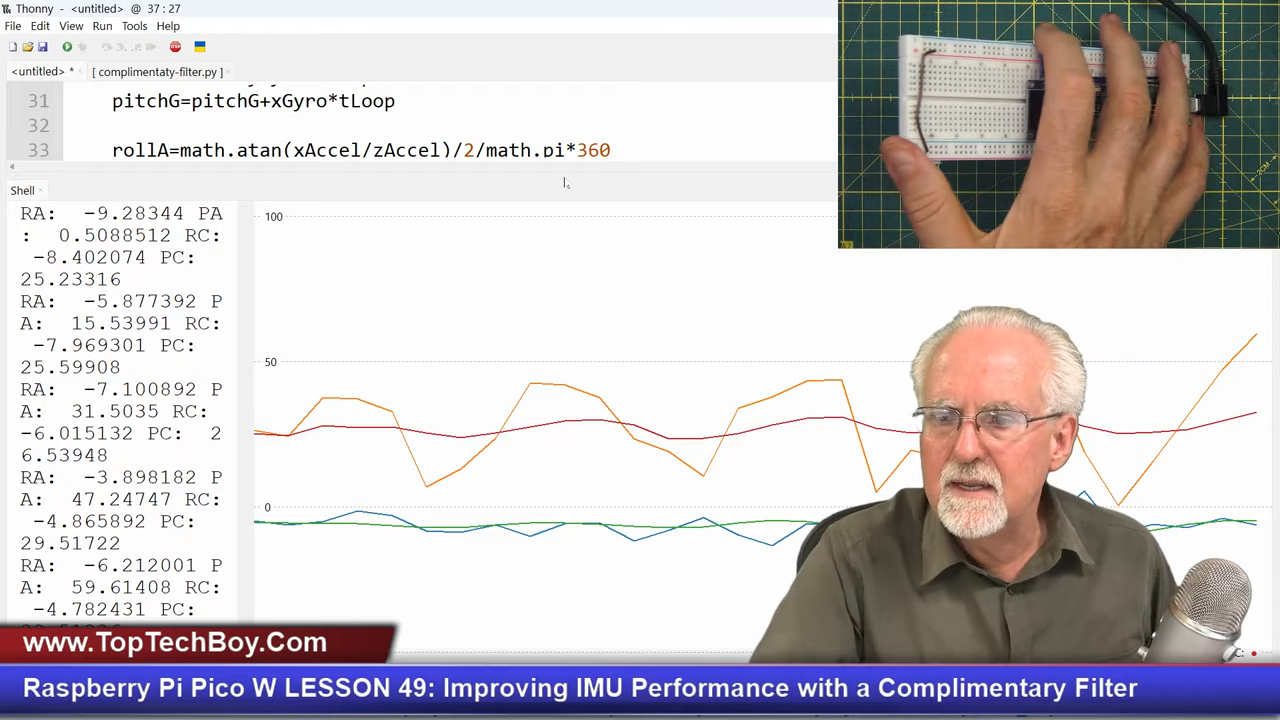 Thonny - <untitled> @ 37 : 27
File Edit View Run Tools Help
<untitled> * × [ complimentaty-filter.py ] ×
31 pitchG=pitchG+xGyro*tLoop
32
33 rollA=math.atan(xAccel/zAccel)/2/math.pi*360
Shell ×
RA: -9.28344 PA
: 0.5088512 RC:
-8.402074 PC:
25.23316
RA: -5.877392 P
A: 15.53991 RC:
-7.969301 PC:
25.59908
RA: -7.100892 P
A: 31.5035 RC:
-6.015132 PC: 2
6.53948
RA: -3.898182 P
A: 47.24747 RC:
-4.865892 PC:
29.51722
RA: -6.212001 P
A: 59.61408 RC:
-4.782431 PC:
100
50
0
C:
www.TopTechBoy.Com
Raspberry Pi Pico W LESSON 49: Improving IMU Performance with a Complimentary Filter